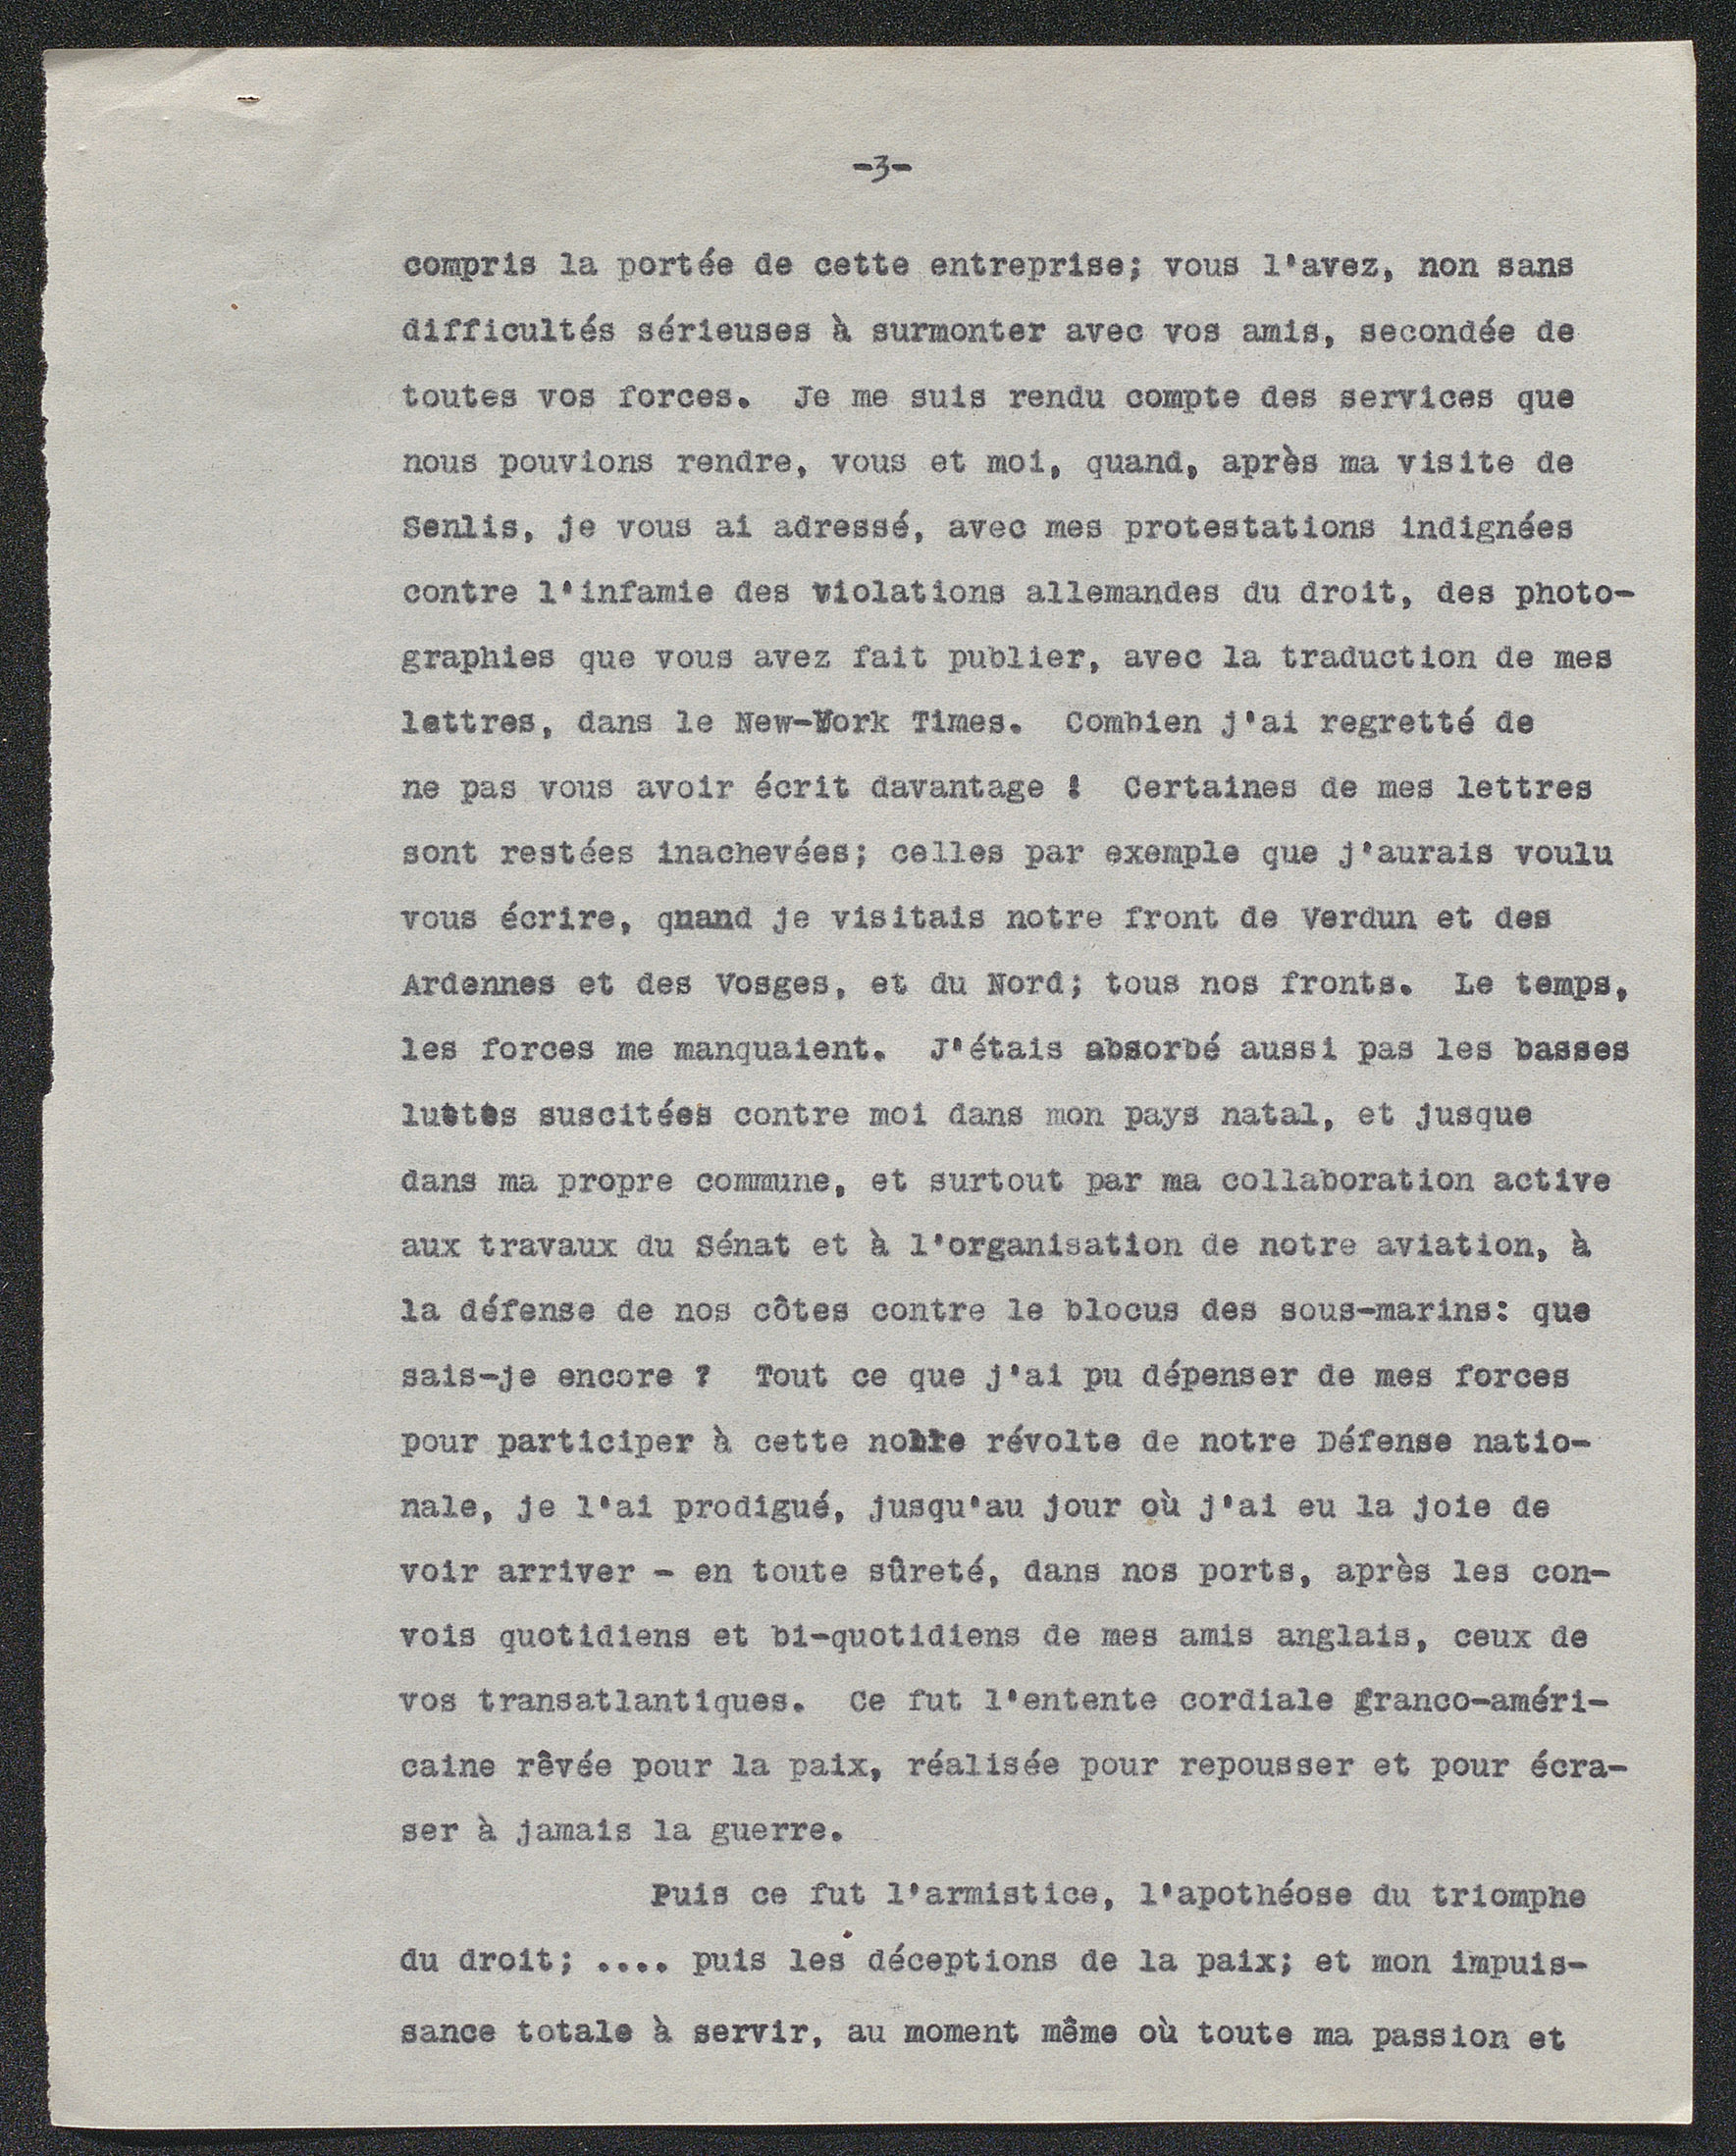 -3-
compris la portée de cette entreprise; vous l'avez, non sans
difficultés sérieuses à surmonter avec vos amis, secondée de
toutes vos forces. Je me suis rendu compte des services que
nous pouvions rendre, vous et moi, quand, après ma visite de
Senlis, je vous ai adressé, avec mes protestations indignées
contre l'infamie des violations allemandes du droit, des photo-
graphies que vous avez fait publier, avec la traduction de mes
lettres, dans le New-York Times. Combien j'ai regretté de
ne pas vous avoir écrit davantage ! Certaines de mes lettres
sont restées inachevées; celles par exemple que j'aurais voulu
vous écrire, qnand je visitais notre front de Verdun et des
Ardennes et des Vosges, et du Nord; tous nos fronts. Le temps,
les forces me manquaient. J'étais absorbé aussi pas les basses
luttes suscitées contre moi dans mon pays natal, et jusque
dans ma propre commune, et surtout par ma collaboration active
aux travaux du Sénat et à l'organisation de notre aviation, à
la défense de nos côtes contre le blocus des sous-marins: que
sais-je encore ? Tout ce que j'ai pu dépenser de mes forces
pour participer à cette noble révolte de notre Défense natio-
nale, je l'ai prodigué, jusqu'au jour où j'ai eu la joie de
voir arriver - en toute sûreté, dans nos ports, après les con-
vois quotidiens et bi-quotidiens de mes amis anglais, ceux de
vos transatlantiques. Ce fut l'entente cordiale franco-améri-
caine rêvée pour la paix, réalisée pour repousser et pour écra-
ser à jamais la guerre.
Puis ce fut l'armistice, l'apothéose du triomphe
du droit; .... puis les déceptions de la paix; et mon impuis-
sance totale à servir, au moment même où toute ma passion et